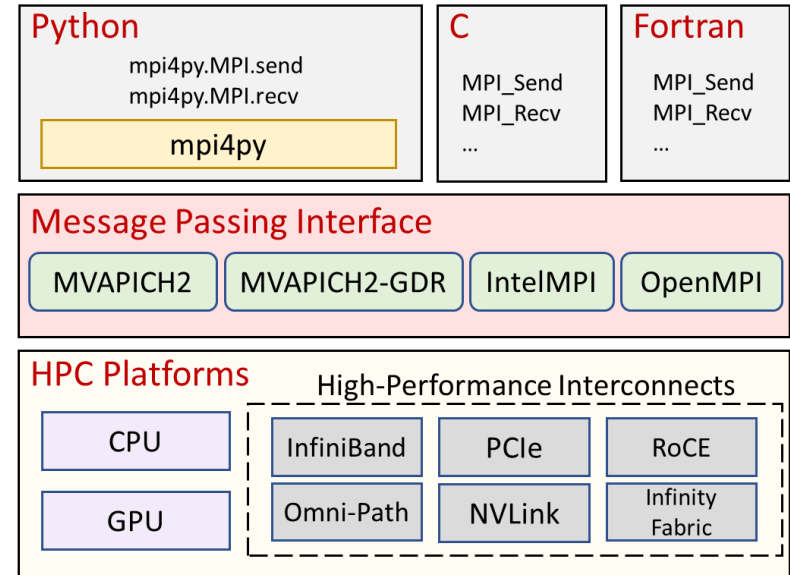 Python
mpi4py.MPI.send
mpi4py.MPI.recv
mpi4py
C
MPI_Send
MPI_Recv
...
Fortran
MPI_Send
MPI_Recv
...
Message Passing Interface
MVAPICH2
MVAPICH2-GDR
IntelMPI
OpenMPI
HPC Platforms
CPU
GPU
High-Performance Interconnects
InfiniBand
PCIe
RoCE
Omni-Path
NVLink
Infinity
Fabric